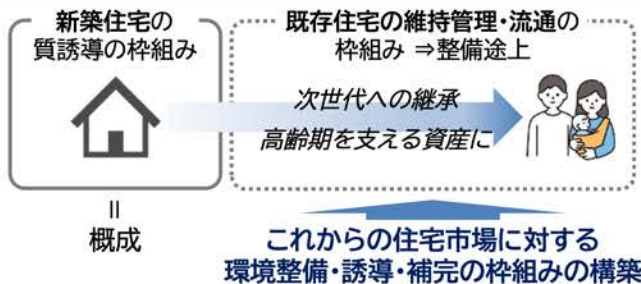 新築住宅の
質誘導の枠組み
既存住宅の維持管理・流通の
枠組み ⇒整備途上
次世代への継承
高齢期を支える資産に
=
概成
これからの住宅市場に対する
環境整備・誘導・補完の枠組みの構築